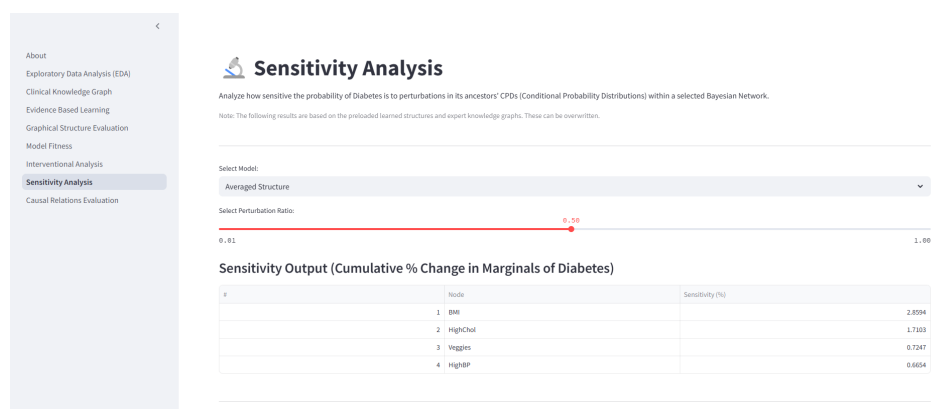 About
Exploratory Data Analysis (EDA)
Clinical Knowledge Graph
Evidence Based Learning
Graphical Structure Evaluation
Model Fitness
Interventional Analysis
Sensitivity Analysis
Causal Relations Evaluation
Sensitivity Analysis
Analyze how sensitive the probability of Diabetes is to perturbations in its ancestors' CPDs (Conditional Probability Distributions) within a selected Bayesian Network.
Note: The following results are based on the preloaded learned structures and expert knowledge graphs. These can be overwritten.
Select Model:
Averaged Structure
Select Perturbation Ratio:
0.50
0.01 1.00
Sensitivity Output (Cumulative % Change in Marginals of Diabetes)
# Node Sensitivity (%)
1 BMI 2.8594
2 HighChol 1.7103
3 Veggies 0.7247
4 HighBP 0.6654